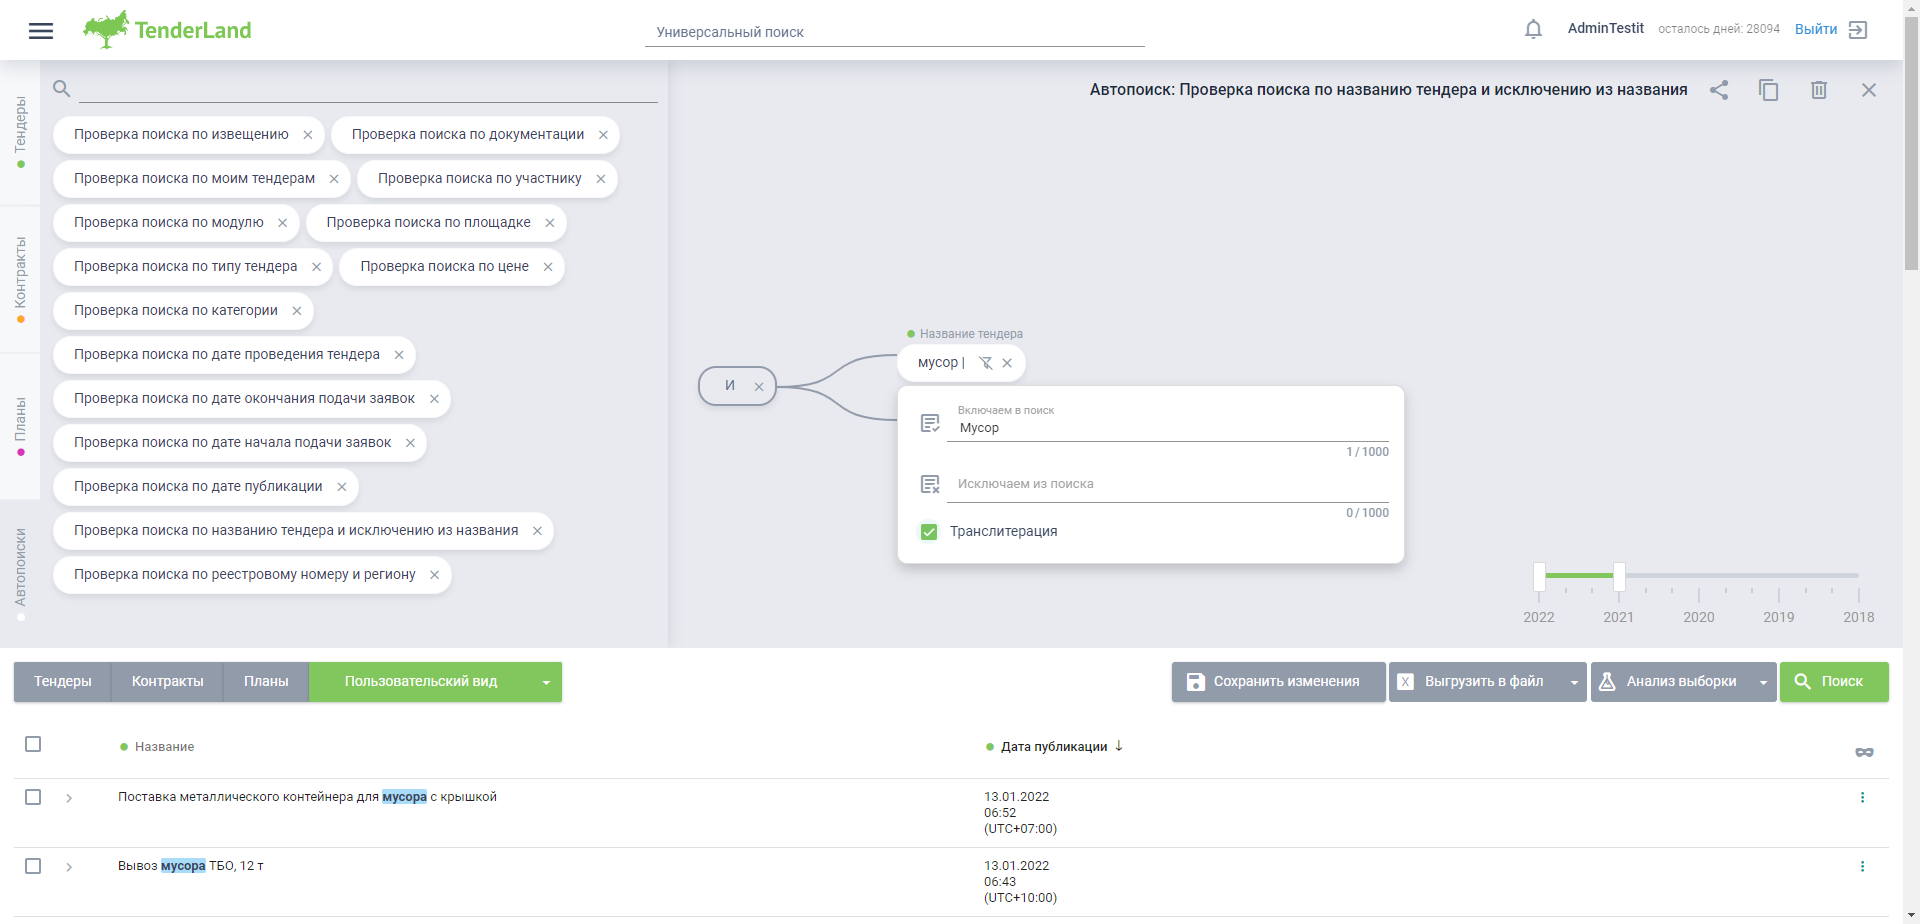 TenderLand
Универсальный поиск
AdminTestit
осталось дней: 28094
Выйти
Тендеры
Контракты
Планы
Автопоиски
Автопоиск: Проверка поиска по названию тендера и исключению из названия
Проверка поиска по извещению
Проверка поиска по документации
Проверка поиска по моим тендерам
Проверка поиска по участнику
Проверка поиска по модулю
Проверка поиска по площадке
Проверка поиска по типу тендера
Проверка поиска по цене
Проверка поиска по категории
Проверка поиска по дате проведения тендера
Проверка поиска по дате окончания подачи заявок
Проверка поиска по дате начала подачи заявок
Проверка поиска по дате публикации
Проверка поиска по названию тендера и исключению из названия
Проверка поиска по реестровому номеру и региону
И
Название тендера
мусор |
Включаем в поиск
Мусор
1 / 1000
Исключаем из поиска
0 / 1000
Транслитерация
2022 2021 2020 2019 2018
Тендеры
Контракты
Планы
Пользовательский вид
Сохранить изменения
X Выгрузить в файл
Анализ выборки
Поиск
Название
Дата публикации
Поставка металлического контейнера для мусора с крышкой
13.01.2022
06:52
(UTC+07:00)
Вывоз мусора ТБО, 12 т
13.01.2022
06:43
(UTC+10:00)